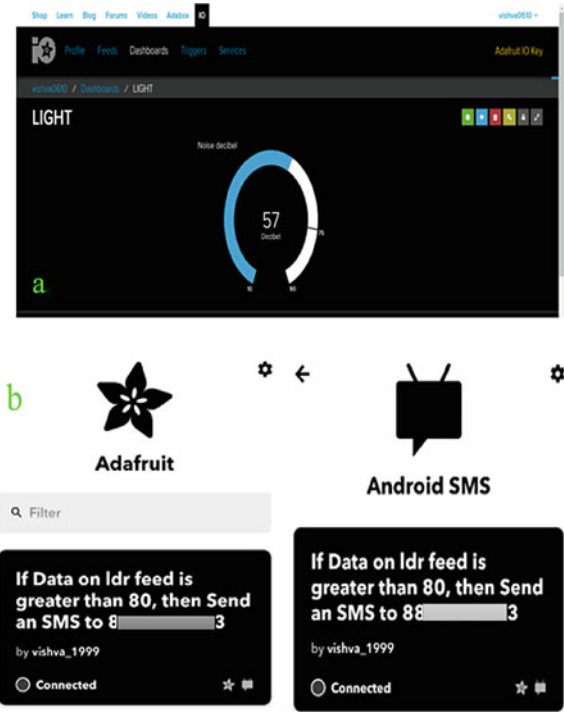 Shop Learn Blog Forums Videos Adabox IO vishva0610
Profile Feeds Dashboards Triggers Services Adafruit IO Key
vishva0610 / Dashboards / LIGHT
LIGHT
Noise decibel
57
Decibel
75
10 90
a
b
Adafruit
Filter
If Data on ldr feed is
greater than 80, then Send
an SMS to 8 3
by vishva_1999
Connected
Android SMS
If Data on ldr feed is
greater than 80, then Send
an SMS to 88 3
by vishva_1999
Connected